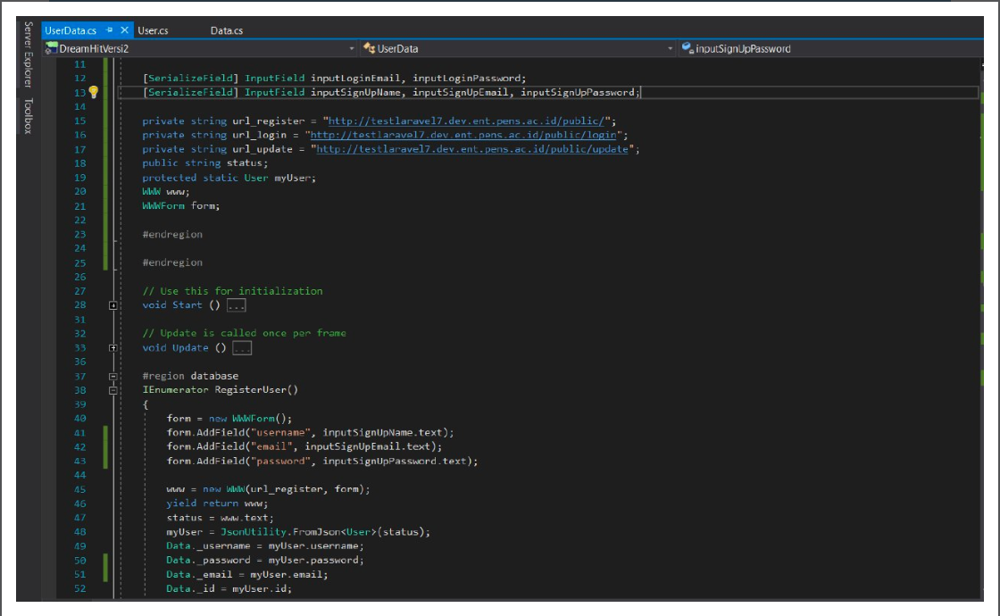 UserData.cs
User.cs
Data.cs
Server Explorer
Toolbox
DreamHitVersi2
UserData
inputSignUpPassword
11
12 [SerializeField] InputField inputLoginEmail, inputLoginPassword;
13 [SerializeField] InputField inputSignUpName, inputSignUpEmail, inputSignUpPassword;
14
15 private string url_register = "http://testlaravel7.dev.ent.pens.ac.id/public/";
16 private string url_login = "http://testlaravel7.dev.ent.pens.ac.id/public/login";
17 private string url_update = "http://testlaravel7.dev.ent.pens.ac.id/public/update";
18 public string status;
19 protected static User myUser;
20 WWW www;
21 WWWForm form;
22
23 #endregion
24
25 #endregion
26
27 // Use this for initialization
28 void Start () ...
31
32 // Update is called once per frame
33 void Update () ...
36
37 #region database
38 IEnumerator RegisterUser()
39 {
40 form = new WWWForm();
41 form.AddField("username", inputSignUpName.text);
42 form.AddField("email", inputSignUpEmail.text);
43 form.AddField("password", inputSignUpPassword.text);
44
45 www = new WWW(url_register, form);
46 yield return www;
47 status = www.text;
48 myUser = JsonUtility.FromJson<User>(status);
49 Data._username = myUser.username;
50 Data._password = myUser.password;
51 Data._email = myUser.email;
52 Data._id = myUser.id;